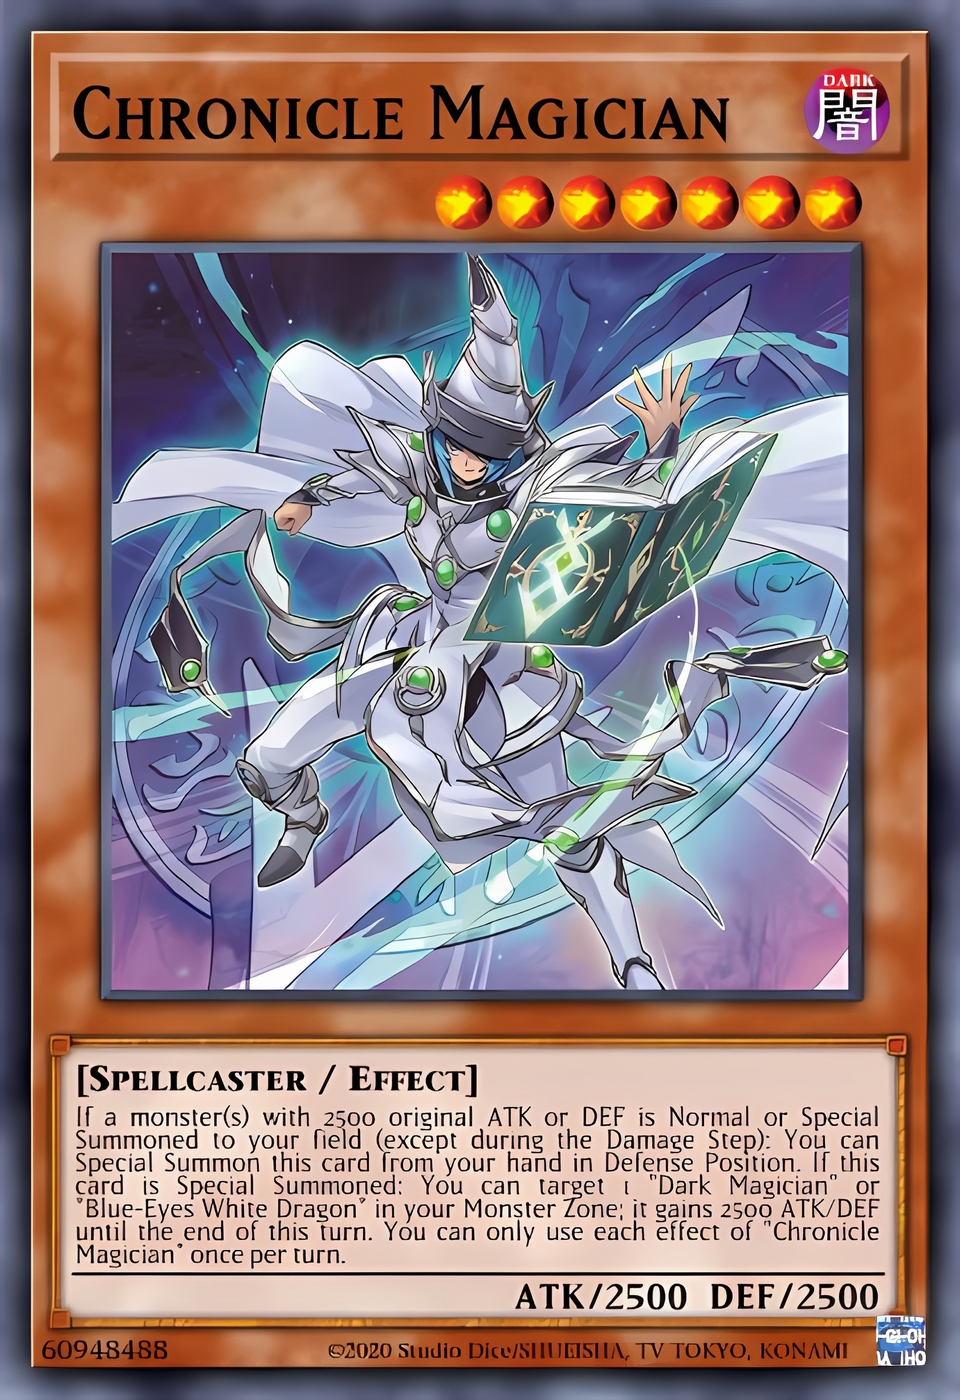 CHRONICLE MAGICIAN
DARK
闇
[SPELLCASTER / EFFECT]
If a monster(s) with 2500 original ATK or DEF is Normal or Special
Summoned to your field (except during the Damage Step): You can
Special Summon this card from your hand in Defense Position. If this
card is Special Summoned: You can target 1 "Dark Magician" or
"Blue-Eyes White Dragon" in your Monster Zone; it gains 2500 ATK/DEF
until the end of this turn. You can only use each effect of "Chronicle
Magician" once per turn.
ATK/2500 DEF/2500
60948488 ©2020 Studio Dice/SHUEISHA, TV TOKYO, KONAMI